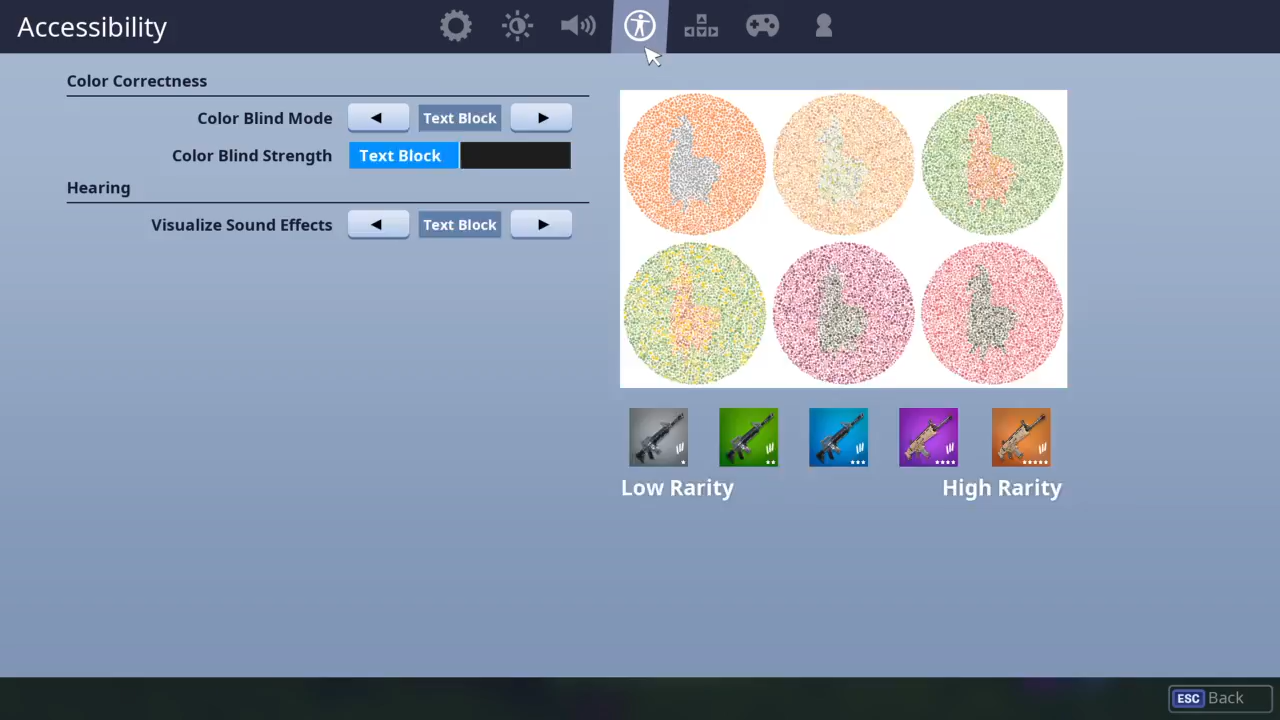 Accessibility
Color Correctness
Color Blind Mode
Text Block
Color Blind Strength
Text Block
Hearing
Visualize Sound Effects
Text Block
Low Rarity
High Rarity
ESC Back